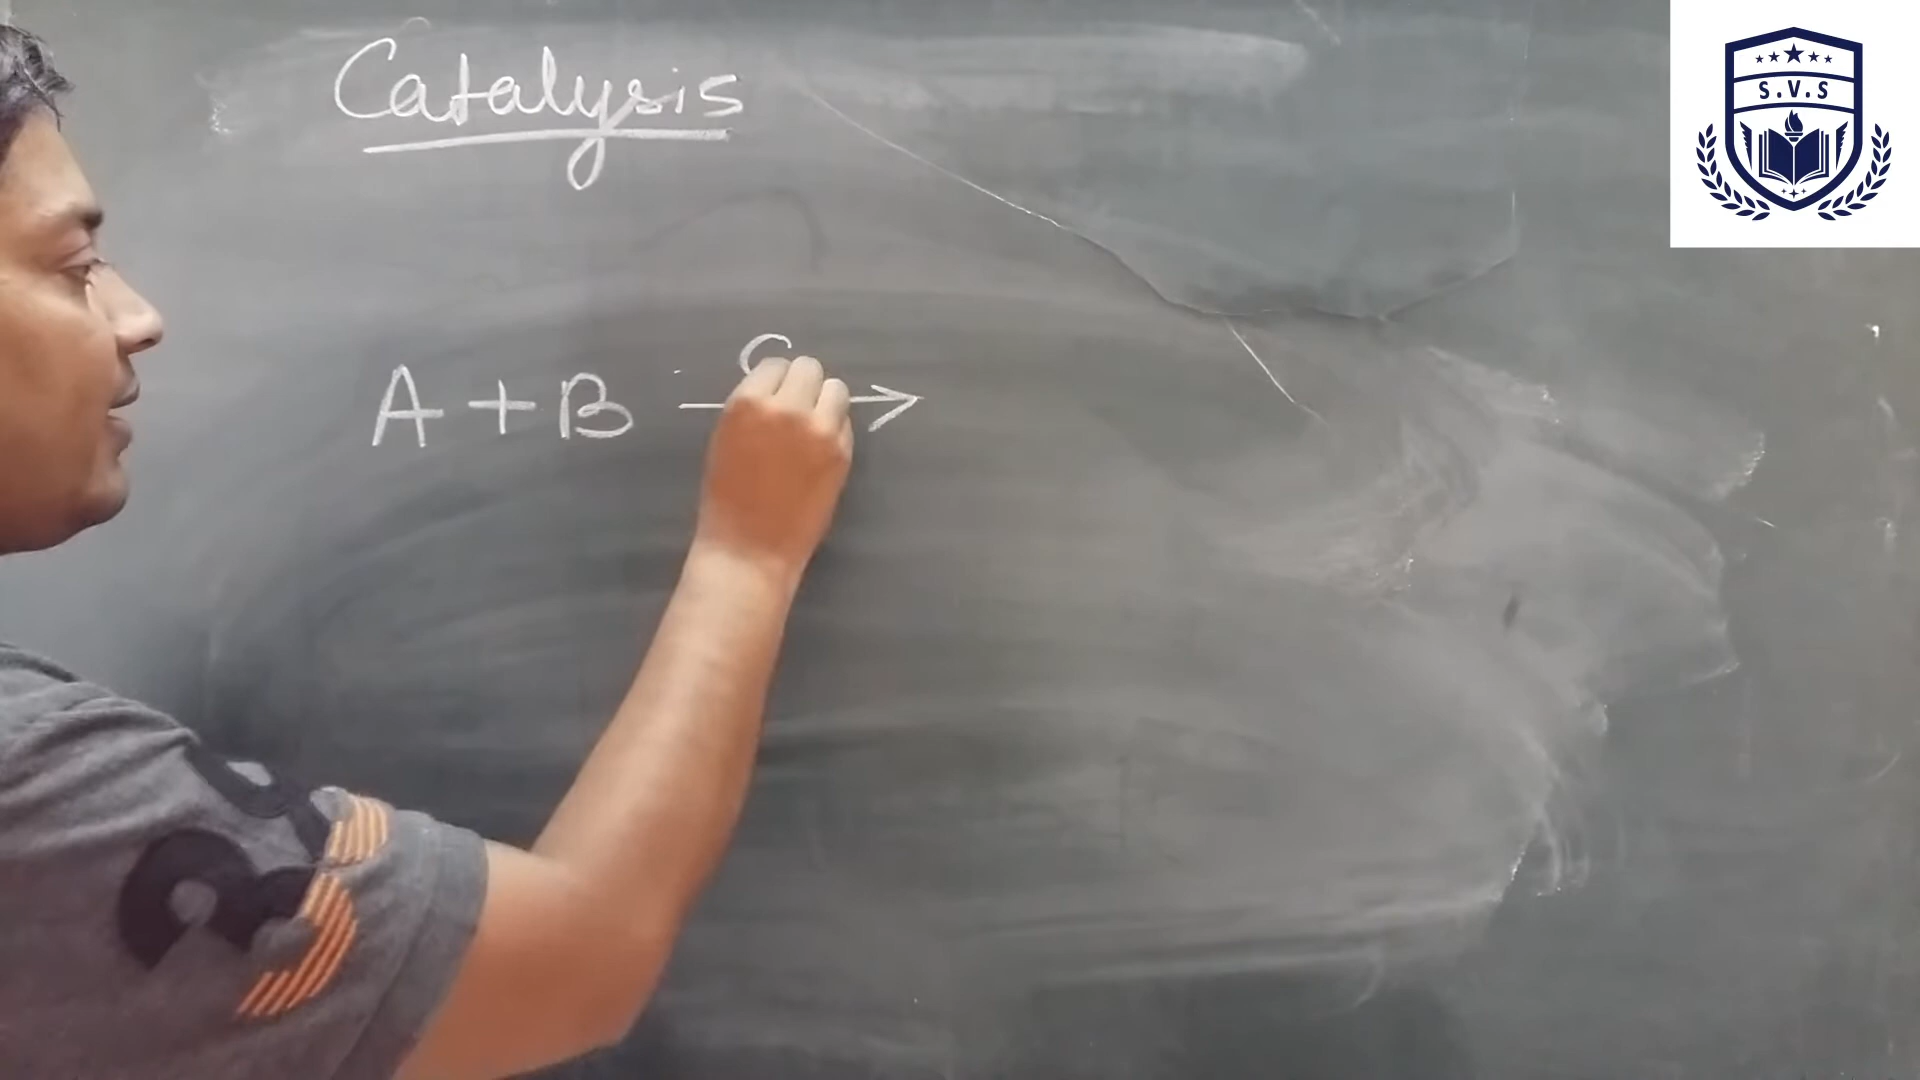 Catalysis
S.V.S
A + B C →